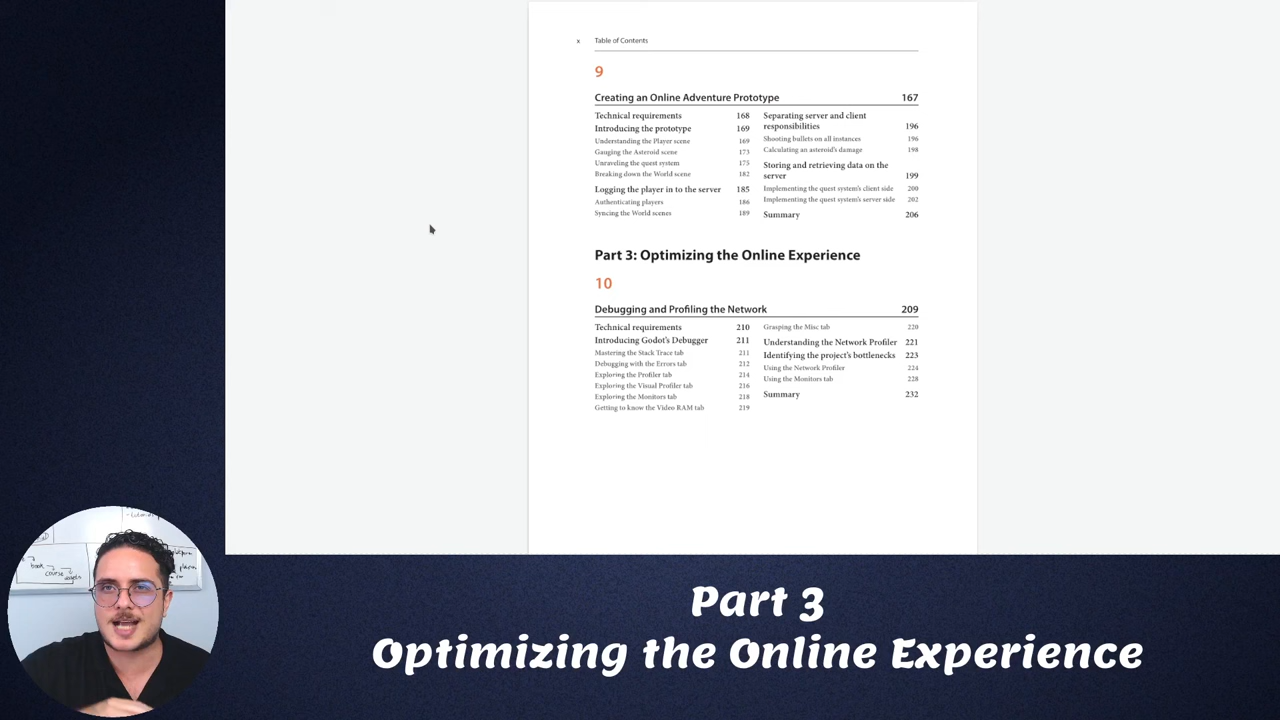 x Table of Contents
9
Creating an Online Adventure Prototype 167
Technical requirements 168
Introducing the prototype 169
Understanding the Player scene 169
Gauging the Asteroid scene 173
Unraveling the quest system 175
Breaking down the World scene 182
Logging the player in to the server 185
Authenticating players 186
Syncing the World scenes 189
Separating server and client
responsibilities 196
Shooting bullets on all instances 196
Calculating an asteroid's damage 198
Storing and retrieving data on the
server 199
Implementing the quest system's client side 200
Implementing the quest system's server side 202
Summary 206
Part 3: Optimizing the Online Experience
10
Debugging and Profiling the Network 209
Technical requirements 210
Introducing Godot's Debugger 211
Mastering the Stack Trace tab 211
Debugging with the Errors tab 212
Exploring the Profiler tab 214
Exploring the Visual Profiler tab 216
Exploring the Monitors tab 218
Getting to know the Video RAM tab 219
Grasping the Misc tab 220
Understanding the Network Profiler 221
Identifying the project's bottlenecks 223
Using the Network Profiler 224
Using the Monitors tab 228
Summary 232
book
course
assets
Part 3
Optimizing the Online Experience